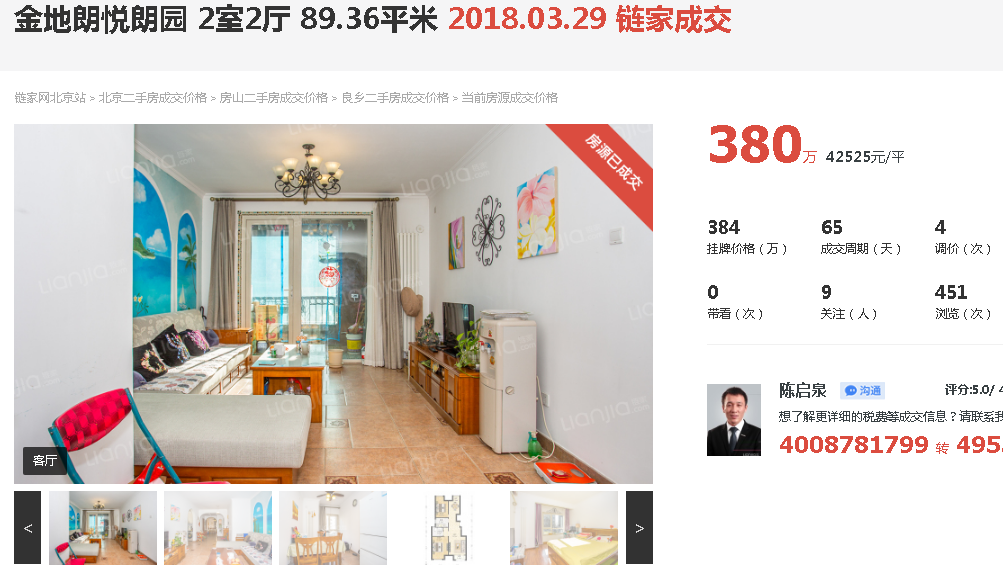 金地朗悦朗园 2室2厅 89.36平米 2018.03.29 链家成交
链家网北京站 > 北京二手房成交价格 > 房山二手房成交价格 > 良乡二手房成交价格 > 当前房源成交价格
房源已成交
380万 42525元/平
384 65 4
挂牌价格（万） 成交周期（天） 调价（次）
0 9 451
带看（次） 关注（人） 浏览（次）
陈启泉 沟通 评分:5.0/ 4
想了解更详细的税费等成交信息？请联系我
4008781799 转 495
lianjia
客厅
< >